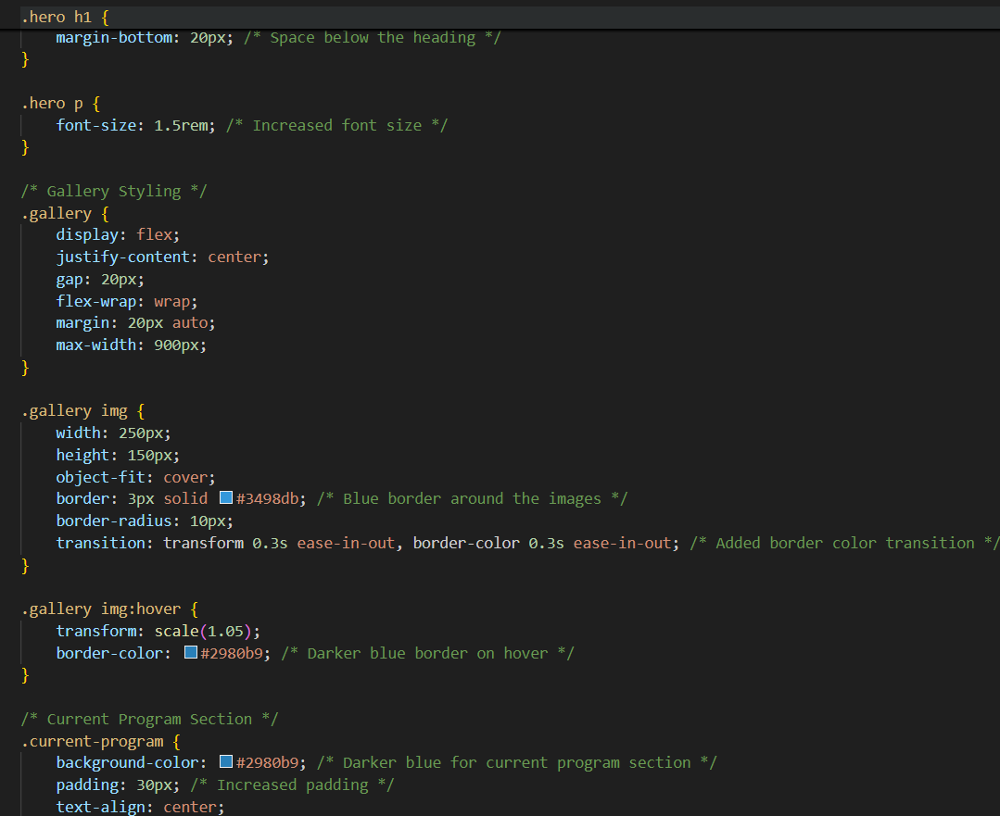 .hero h1 {
    margin-bottom: 20px; /* Space below the heading */
}

.hero p {
    font-size: 1.5rem; /* Increased font size */
}

/* Gallery Styling */
.gallery {
    display: flex;
    justify-content: center;
    gap: 20px;
    flex-wrap: wrap;
    margin: 20px auto;
    max-width: 900px;
}

.gallery img {
    width: 250px;
    height: 150px;
    object-fit: cover;
    border: 3px solid #3498db; /* Blue border around the images */
    border-radius: 10px;
    transition: transform 0.3s ease-in-out, border-color 0.3s ease-in-out; /* Added border color transition */
}

.gallery img:hover {
    transform: scale(1.05);
    border-color: #2980b9; /* Darker blue border on hover */
}

/* Current Program Section */
.current-program {
    background-color: #2980b9; /* Darker blue for current program section */
    padding: 30px; /* Increased padding */
    text-align: center;